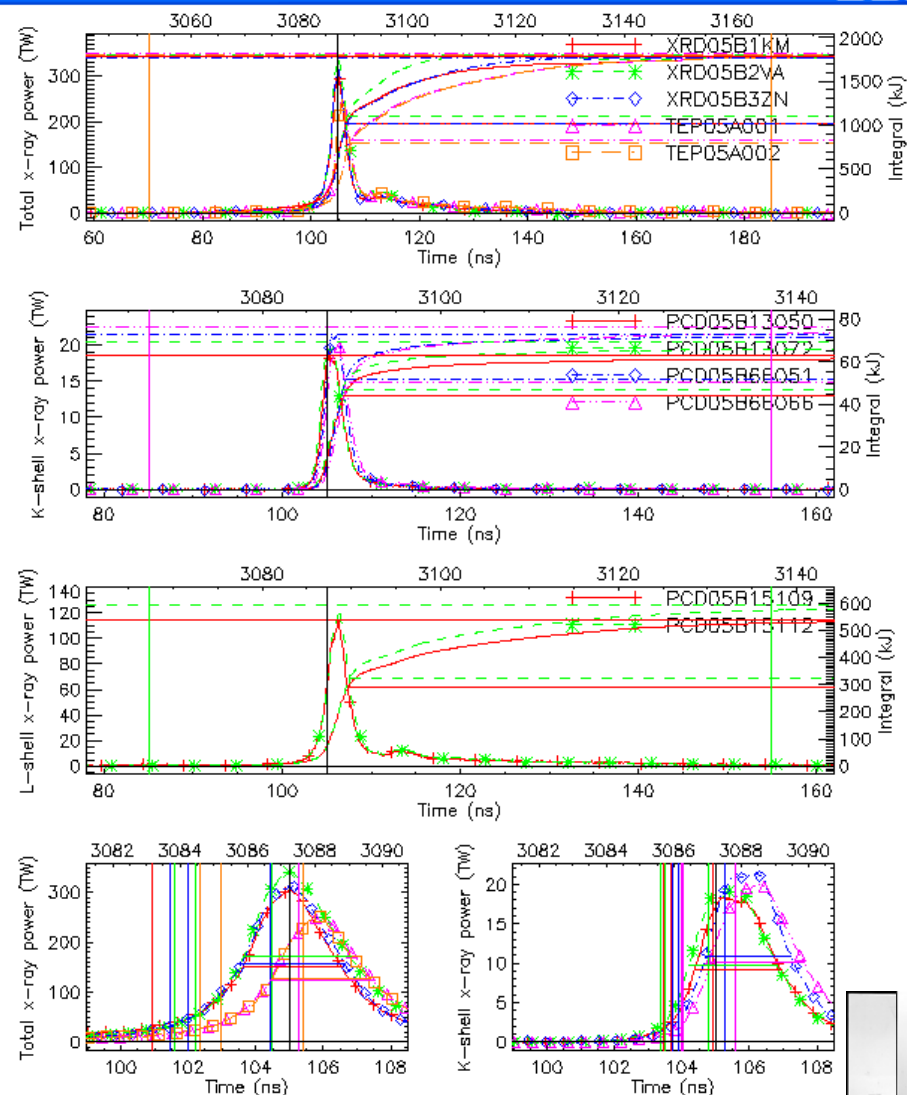 3060 3080 3100 3120 3140 3160
Total x-ray power (TW)
300
200
100
0
XRD05B1KM
XRD05B2VA
XRD05B3ZN
TEP05A001
TEP05A002
2000
1500
1000
500
0
Integral (kJ)
60 80 100 120 140 160 180
Time (ns)
3080 3100 3120 3140
K-shell x-ray power (TW)
20
15
10
5
0
PCD05B13050
PCD05B13072
PCD05B66051
PCD05B66066
80
60
40
20
0
Integral (kJ)
80 100 120 140 160
Time (ns)
3080 3100 3120 3140
L-shell x-ray power (TW)
140
120
100
80
60
40
20
0
PCD05B15109
PCD05B15112
600
500
400
300
200
100
0
Integral (kJ)
80 100 120 140 160
Time (ns)
3082 3084 3086 3088 3090
Total x-ray power (TW)
300
200
100
0
100 102 104 106 108
Time (ns)
3082 3084 3086 3088 3090
K-shell x-ray power (TW)
20
15
10
5
0
100 102 104 106 108
Time (ns)